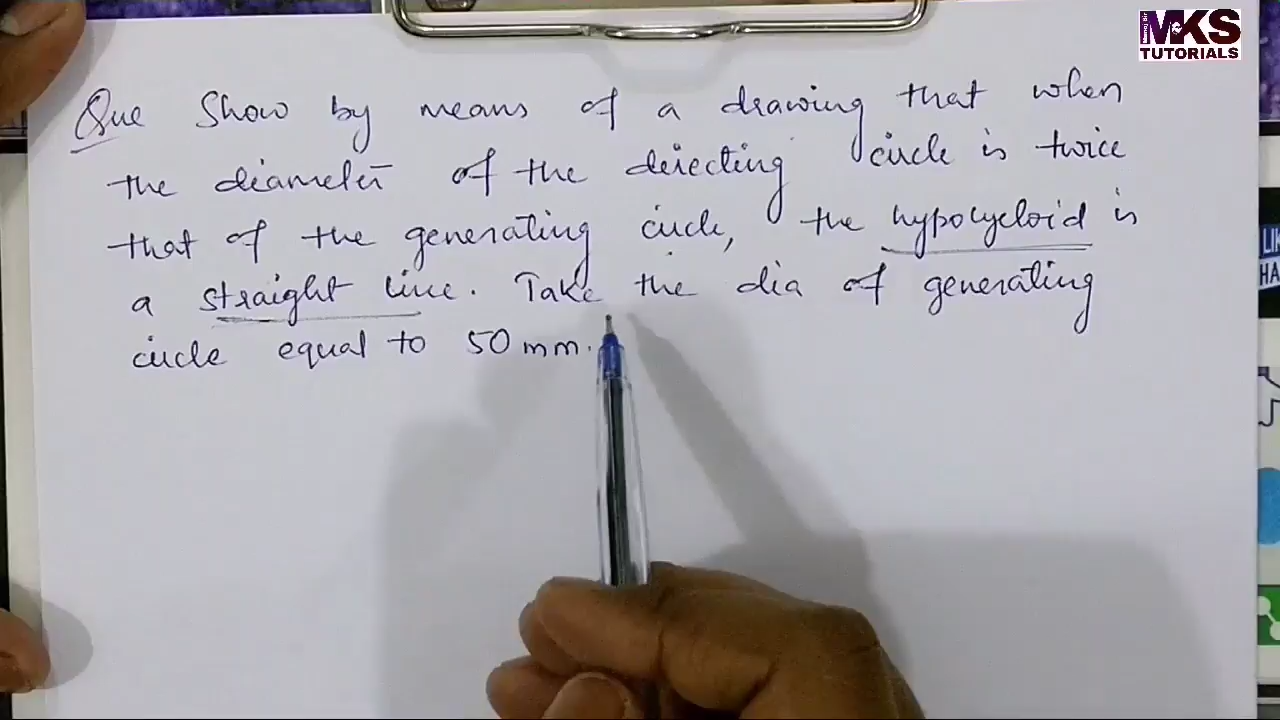 MKS
TUTORIALS
Que Show by means of a drawing that when
the diameter of the directing circle is twice
that of the generating circle, the hypocycloid is
a straight line. Take the dia of generating
circle equal to 50 mm.